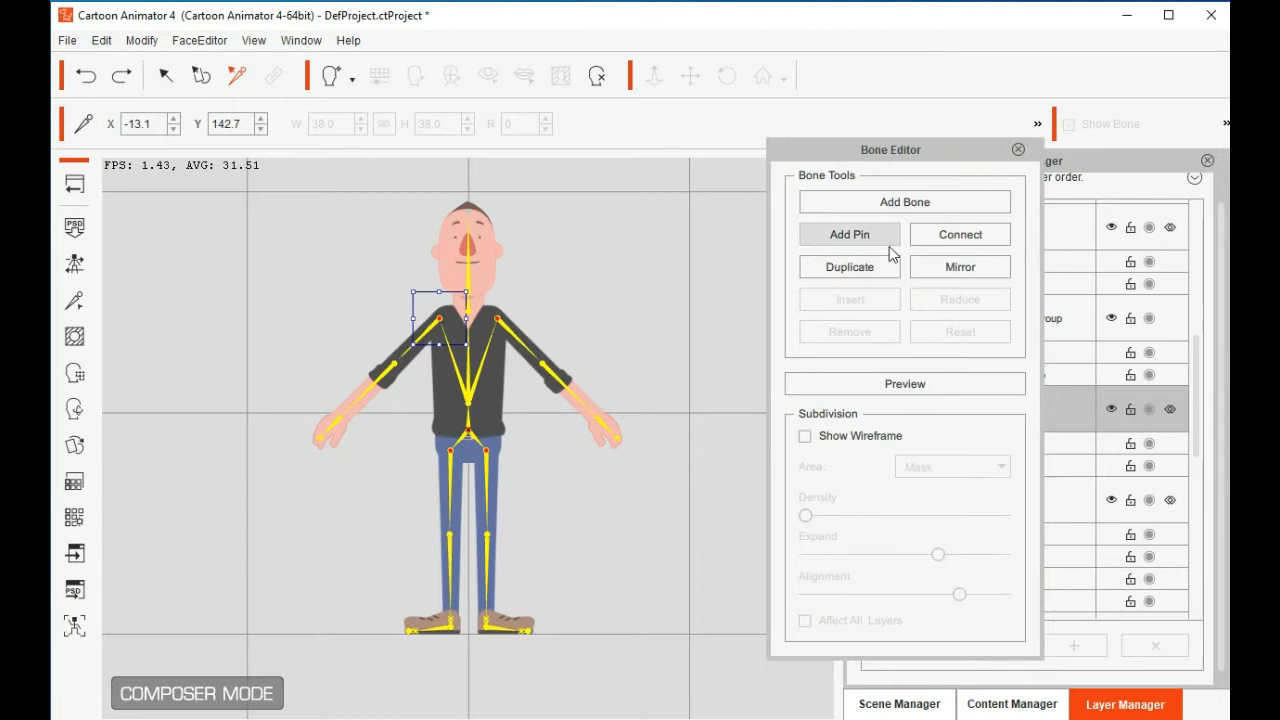 Cartoon Animator 4 (Cartoon Animator 4-64bit) - DefProject.ctProject *
File Edit Modify FaceEditor View Window Help
X -13.1 Y 142.7 W 38.0 H 38.0 R 0 » Show Bone »
FPS: 1.43, AVG: 31.51
Bone Editor
ger
er order.
Bone Tools
Add Bone
Add Pin Connect
Duplicate Mirror
Insert Reduce
Remove Reset
oup
Preview
Subdivision
Show Wireframe
Area: Mask
Density
Expand
Alignment
Affect All Layers
PSD
PSD
COMPOSER MODE
Scene Manager Content Manager Layer Manager